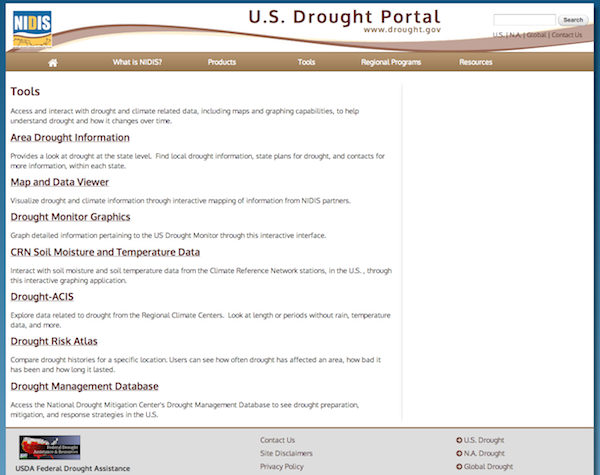 NIDIS
U.S. Drought Portal
www.drought.gov
Search
U.S. | N.A. | Global | Contact Us
What is NIDIS?
Products
Tools
Regional Programs
Resources
Tools
Access and interact with drought and climate related data, including maps and graphing capabilities, to help
understand drought and how it changes over time.
Area Drought Information
Provides a look at drought at the state level. Find local drought information, state plans for drought, and contacts for
more information, within each state.
Map and Data Viewer
Visualize drought and climate information through interactive mapping of information from NIDIS partners.
Drought Monitor Graphics
Graph detailed information pertaining to the US Drought Monitor through this interactive interface.
CRN Soil Moisture and Temperature Data
Interact with soil moisture and soil temperature data from the Climate Reference Network stations, in the U.S. , through
this interactive graphing application.
Drought-ACIS
Explore data related to drought from the Regional Climate Centers. Look at length or periods without rain, temperature
data, and more.
Drought Risk Atlas
Compare drought histories for a specific location. Users can see how often drought has affected an area, how bad it
has been and how long it lasted.
Drought Management Database
Access the National Drought Mitigation Center's Drought Management Database to see drought preparation,
mitigation, and response strategies in the U.S.
Federal Drought
Assistance & Resources
USDA Federal Drought Assistance
Contact Us
Site Disclaimers
Privacy Policy
U.S. Drought
N.A. Drought
Global Drought